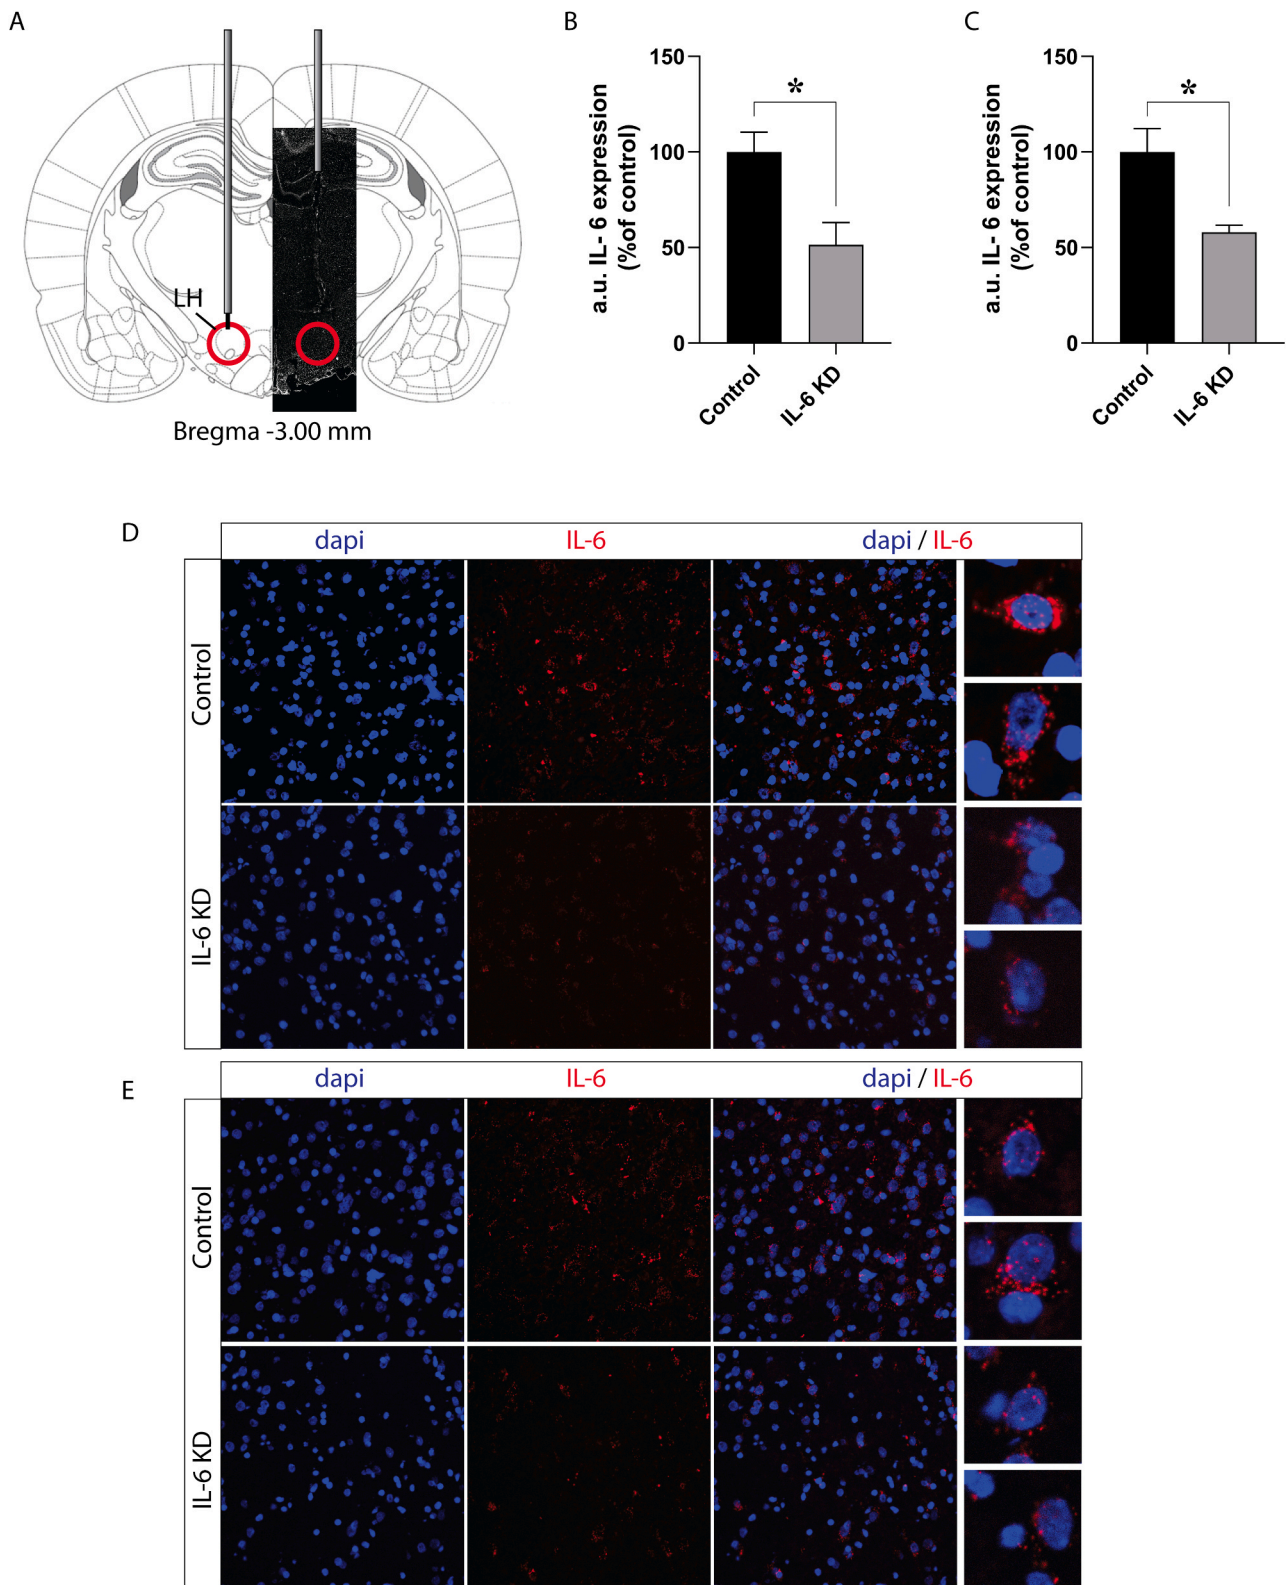 A
LH
Bregma -3.00 mm
B
a.u. IL- 6 expression
(%of control)
150
100
50
0
*
Control
IL-6 KD
C
a.u. IL- 6 expression
(%of control)
150
100
50
0
*
Control
IL-6 KD
D
dapi
IL-6
dapi / IL-6
Control
IL-6 KD
E
dapi
IL-6
dapi / IL-6
Control
IL-6 KD